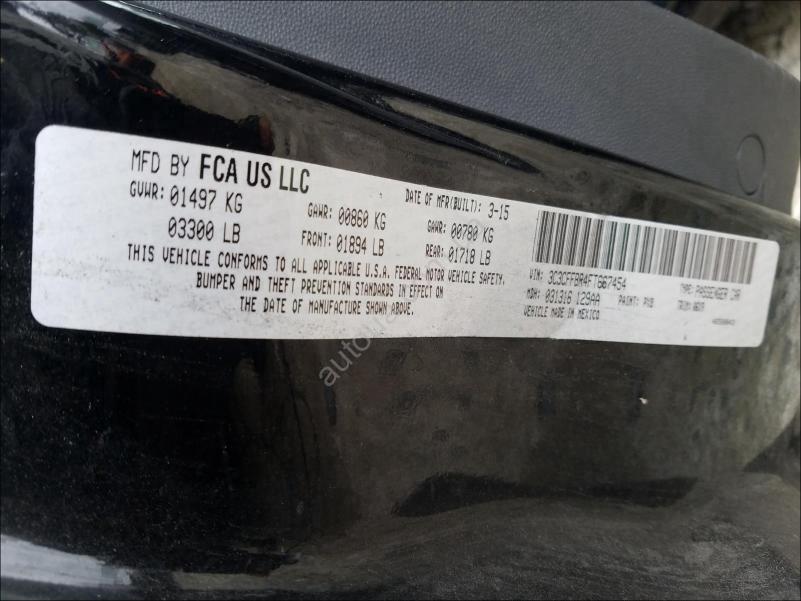 MFD BY FCA US LLC
DATE OF MFR(BUILT): 3-15
GVWR: 01497 KG
03300 LB
GAWR: 00860 KG
FRONT: 01894 LB
GAWR: 00780 KG
REAR: 01718 LB
THIS VEHICLE CONFORMS TO ALL APPLICABLE U.S.A. FEDERAL MOTOR VEHICLE SAFETY,
BUMPER AND THEFT PREVENTION STANDARDS IN EFFECT ON
THE DATE OF MANUFACTURE SHOWN ABOVE.
VIN: 3C3CFFBR4FT667454
TYPE: PASSENGER CAR
MDH: 031316 129AA
PAINT:
TRIM:
VEHICLE MADE IN MEXICO
auto